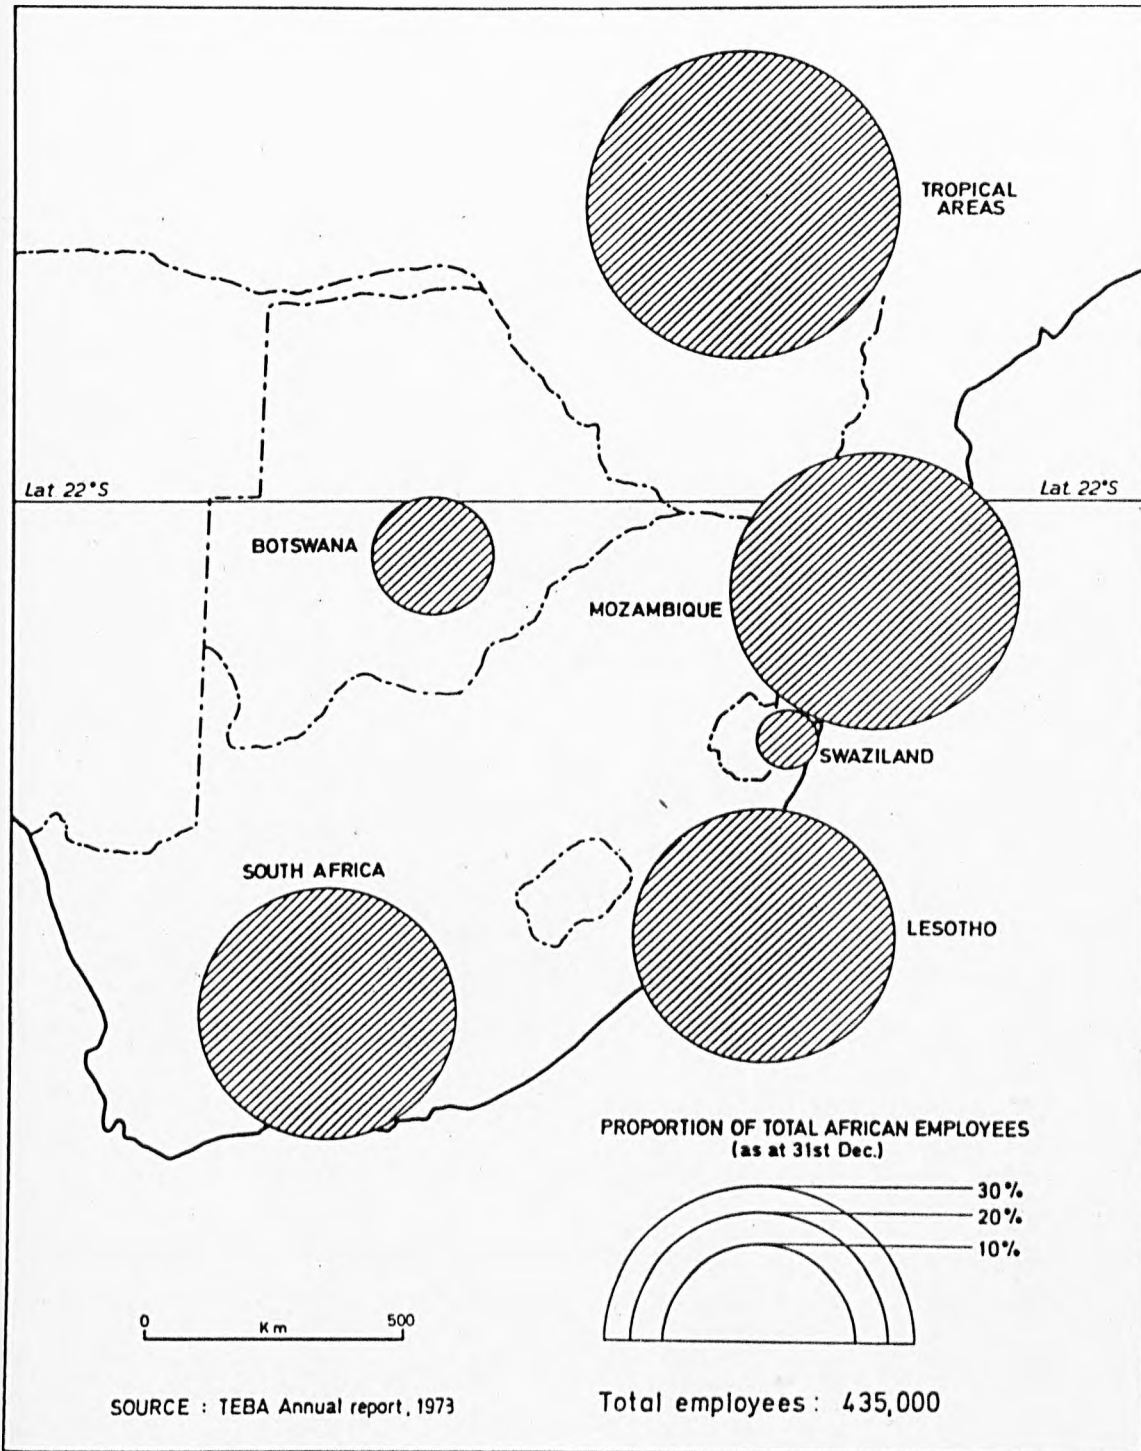 TROPICAL
AREAS
Lat 22°S
Lat. 22°S
BOTSWANA
MOZAMBIQUE
SWAZILAND
SOUTH AFRICA
LESOTHO
PROPORTION OF TOTAL AFRICAN EMPLOYEES
(as at 31st Dec.)
30%
20%
10%
0 Km 500
SOURCE : TEBA Annual report, 1973
Total employees: 435,000